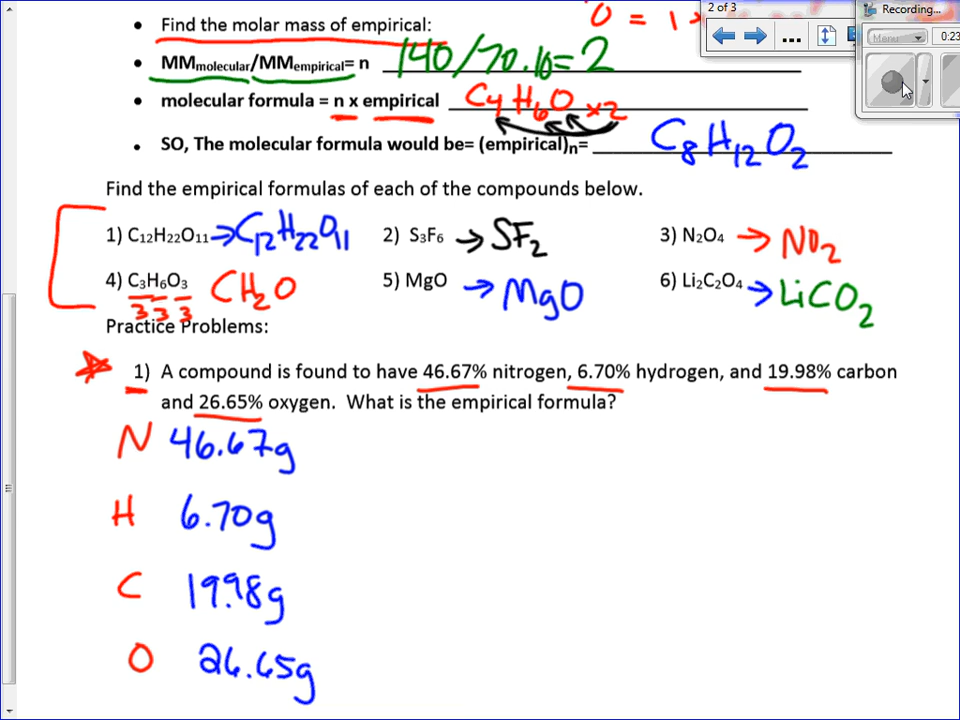 2 of 3
Recording...
Menu
0:23
• Find the molar mass of empirical: O = 1
• MMmolecular/MMempirical= n 140/70.10=2
• molecular formula = n x empirical C4H6O x2
• SO, The molecular formula would be= (empirical)n= C8H12O2
Find the empirical formulas of each of the compounds below.
1) C12H22O11 → C12H22O11 2) S3F6 → SF2 3) N2O4 → NO2
4) C3H6O3 CH2O 5) MgO → MgO 6) Li2C2O4 → LiCO2
3 3 3
Practice Problems:
1) A compound is found to have 46.67% nitrogen, 6.70% hydrogen, and 19.98% carbon
and 26.65% oxygen. What is the empirical formula?
N 46.67g
H 6.70g
C 19.98g
O 26.65g